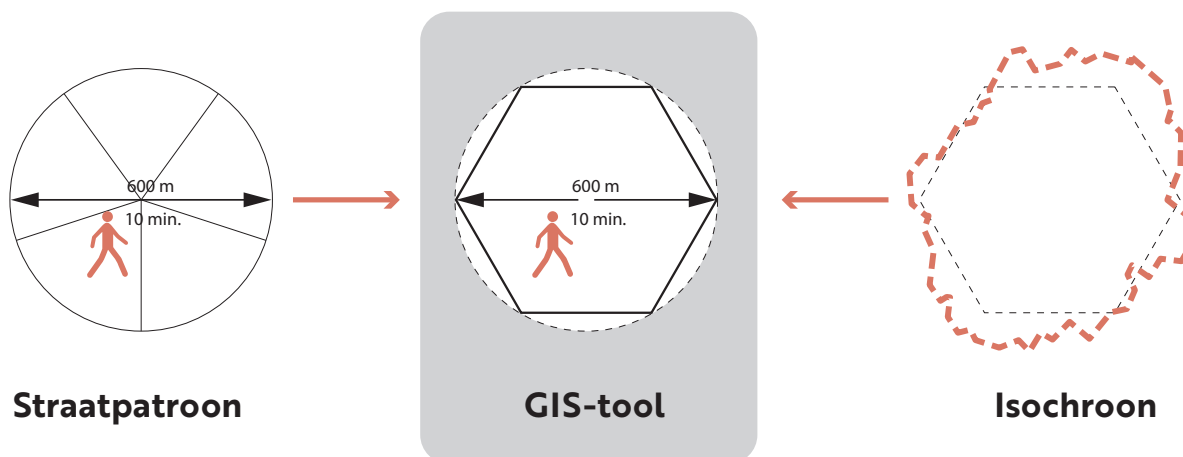 600 m
10 min.
Straatpatroon
600 m
10 min.
GIS-tool
Isochroon